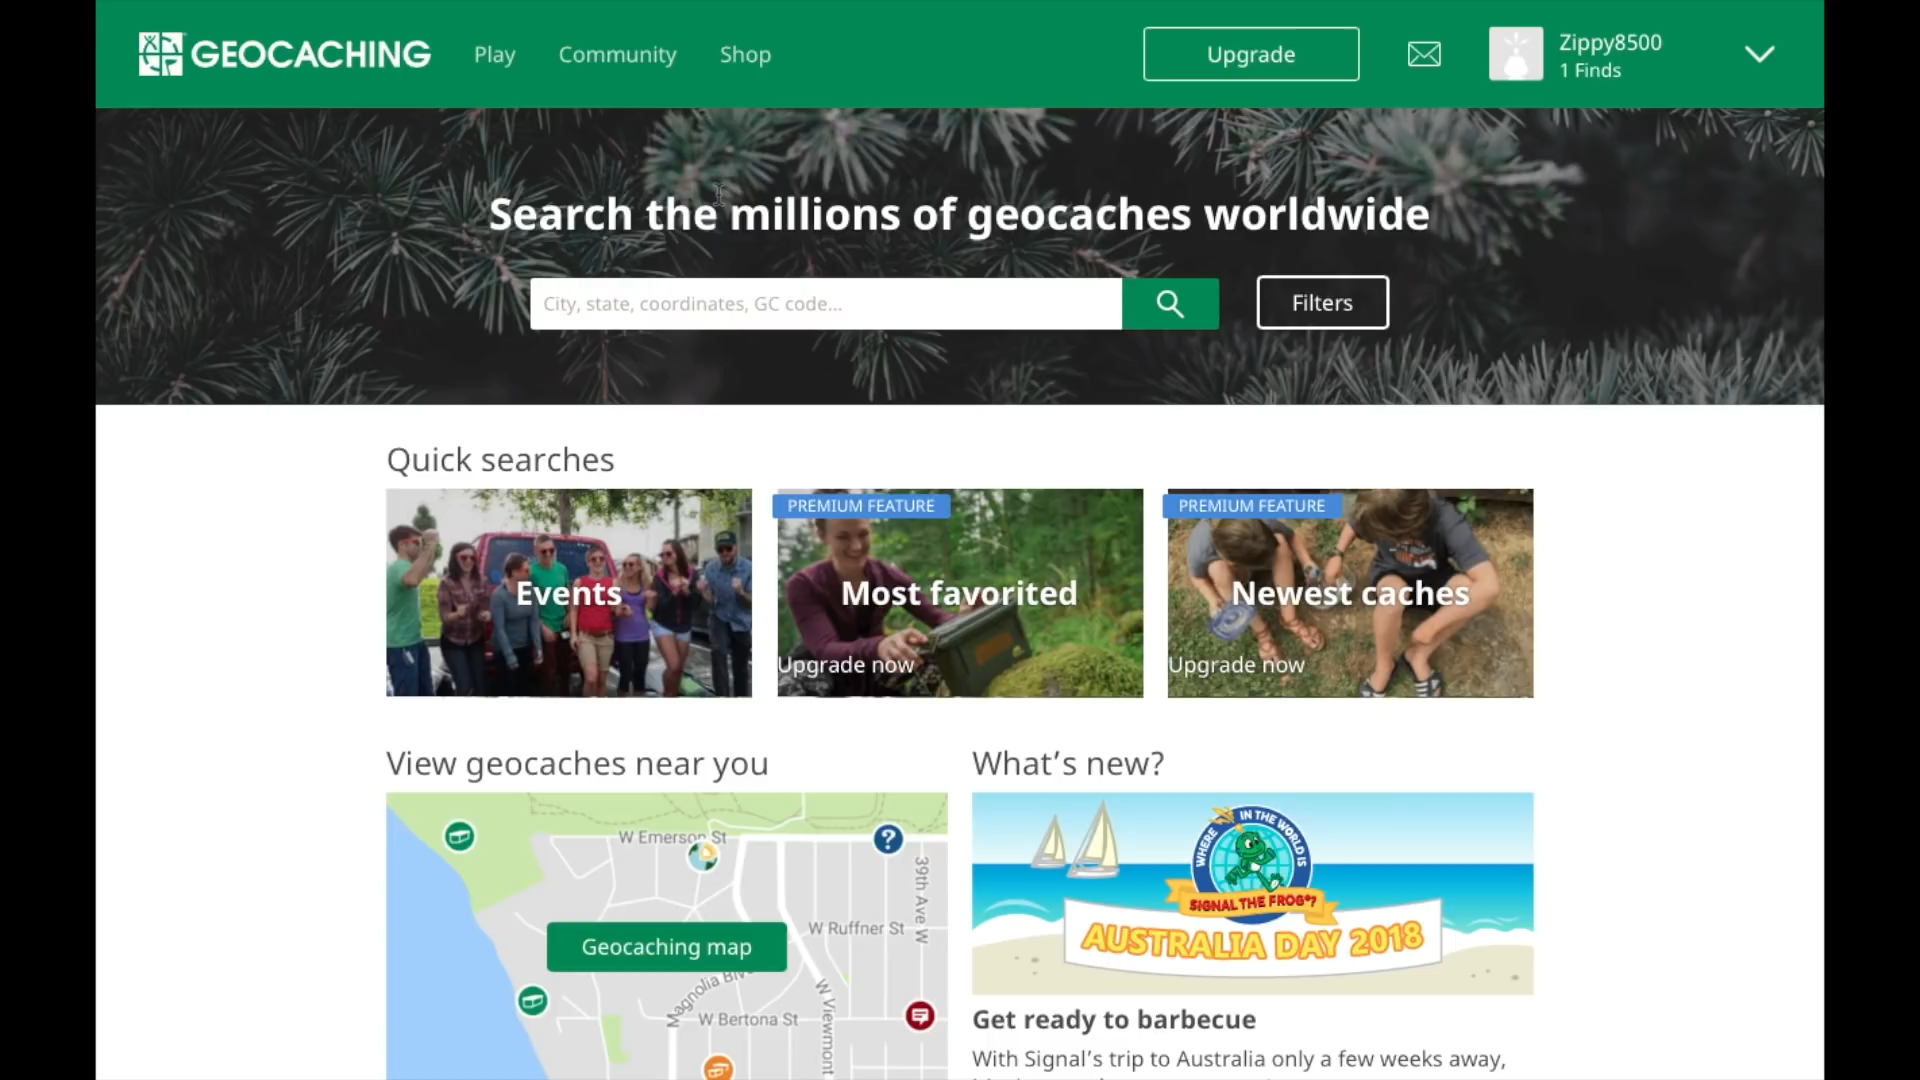 GEOCACHING
Play
Community
Shop
Upgrade
Zippy8500
1 Finds
Search the millions of geocaches worldwide
City, state, coordinates, GC code...
Filters
Quick searches
Events
PREMIUM FEATURE
Most favorited
Upgrade now
PREMIUM FEATURE
Newest caches
Upgrade now
View geocaches near you
W Emerson St
?
39th Ave W
W Ruffner St
Geocaching map
W Viewmont
W Bertona St
What's new?
WHERE IN THE WORLD IS
SIGNAL THE FROG®?
AUSTRALIA DAY 2018
Get ready to barbecue
With Signal's trip to Australia only a few weeks away,